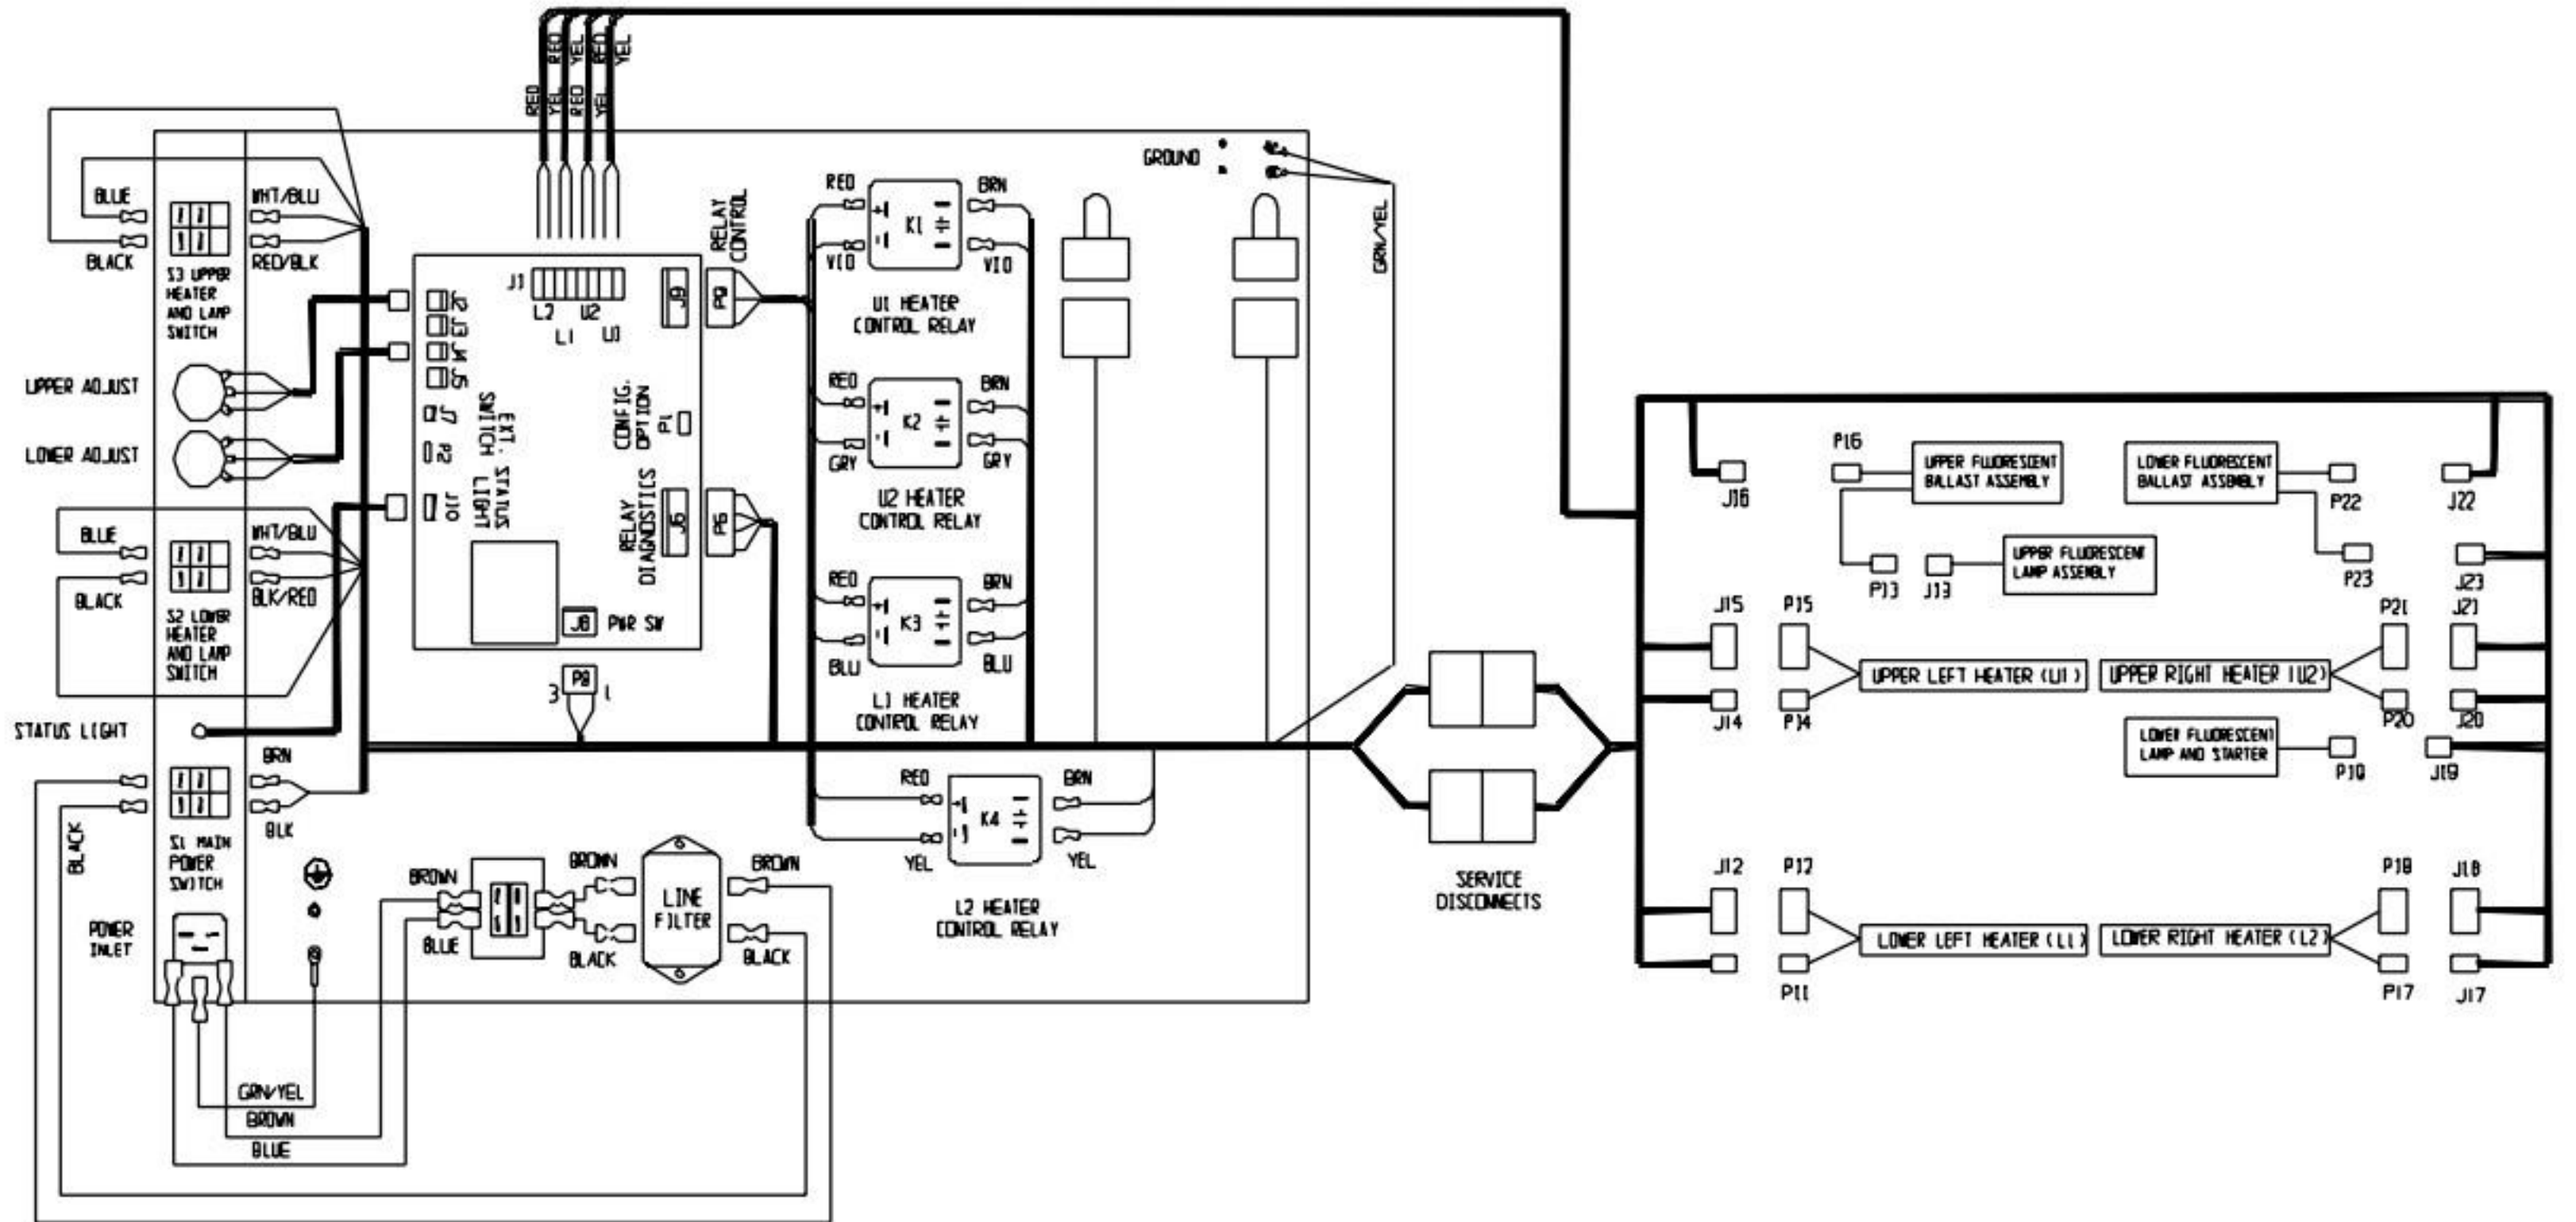 RED
RED
YEL
RED
YEL
RED
YEL
YEL
BLUE
BLACK
WHT/BLU
RED/BLK
S3 UPPER
HEATER
AND LAMP
SWITCH
UPPER ADJUST
LOWER ADJUST
BLUE
BLACK
WHT/BLU
BLK/RED
S2 LOWER
HEATER
AND LAMP
SWITCH
STATUS LIGHT
BRN
BLK
BLACK
S1 MAIN
POWER
SWITCH
POWER
INLET
GRN/YEL
BROWN
BLUE
J1
L2
L1
U2
U1
J2
J3
J4
J5
J7
P2
J10
EXT.
SWITCH
STATUS
LIGHT
CONFIG.
OPTION
P1
RELAY
DIAGNOSTICS
J6
P6
J9
P9
RELAY
CONTROL
J8
PWR SW
3
P8
1
RED
VIO
K1
BRN
VIO
U1 HEATER
CONTROL RELAY
RED
GRY
K2
BRN
GRY
U2 HEATER
CONTROL RELAY
RED
BLU
K3
BRN
BLU
L1 HEATER
CONTROL RELAY
RED
YEL
K4
BRN
YEL
L2 HEATER
CONTROL RELAY
GROUND
GRN/YEL
BROWN
BLUE
BROWN
BLACK
LINE
FILTER
BROWN
BLACK
SERVICE
DISCONNECTS
J16
P16
UPPER FLUORESCENT
BALLAST ASSEMBLY
LOWER FLUORESCENT
BALLAST ASSEMBLY
P22
J22
P13
J13
UPPER FLUORESCENT
LAMP ASSEMBLY
P23
J23
J15
P15
P21
J21
UPPER LEFT HEATER (U1)
UPPER RIGHT HEATER (U2)
J14
P14
P20
J20
LOWER FLUORESCENT
LAMP AND STARTER
P19
J19
J12
P12
P18
J18
LOWER LEFT HEATER (L1)
LOWER RIGHT HEATER (L2)
P11
P17
J17